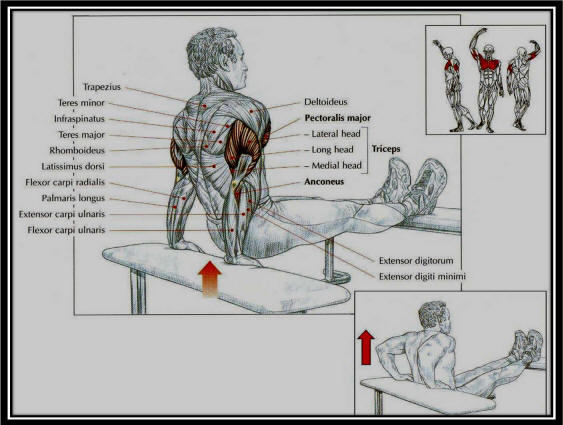 Trapezius
Teres minor
Infraspinatus
Teres major
Rhomboideus
Latissimus dorsi
Flexor carpi radialis
Palmaris longus
Extensor carpi ulnaris
Flexor carpi ulnaris
Deltoideus
Pectoralis major
– Lateral head
– Long head
– Medial head
Triceps
Anconeus
Extensor digitorum
Extensor digiti minimi